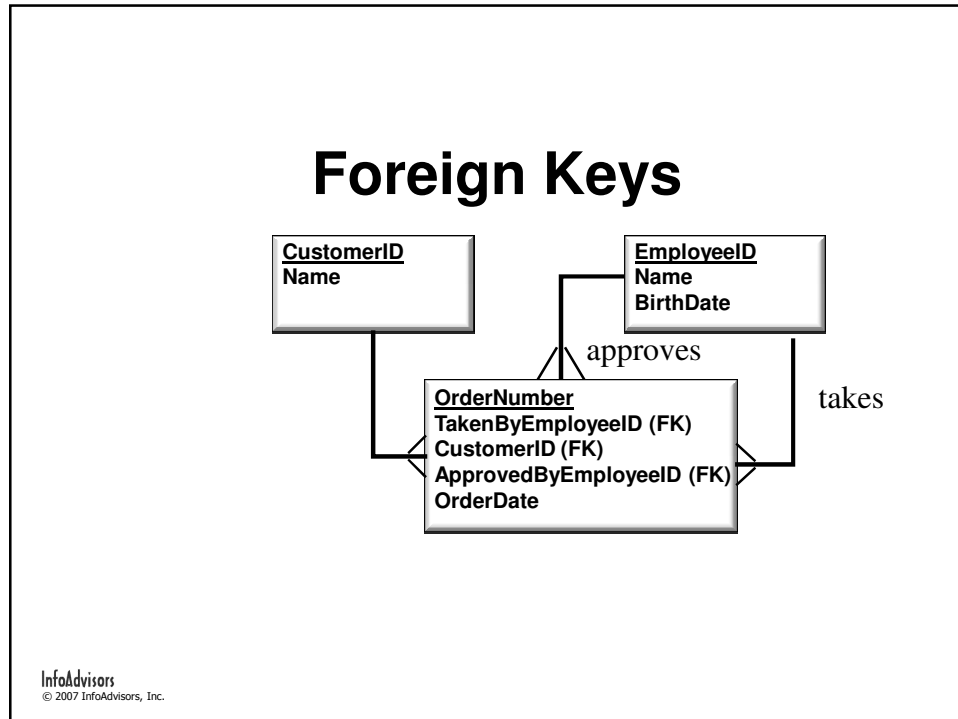 Foreign Keys
CustomerID
Name
EmployeeID
Name
BirthDate
approves
takes
OrderNumber
TakenByEmployeeID (FK)
CustomerID (FK)
ApprovedByEmployeeID (FK)
OrderDate
InfoAdvisors
© 2007 InfoAdvisors, Inc.